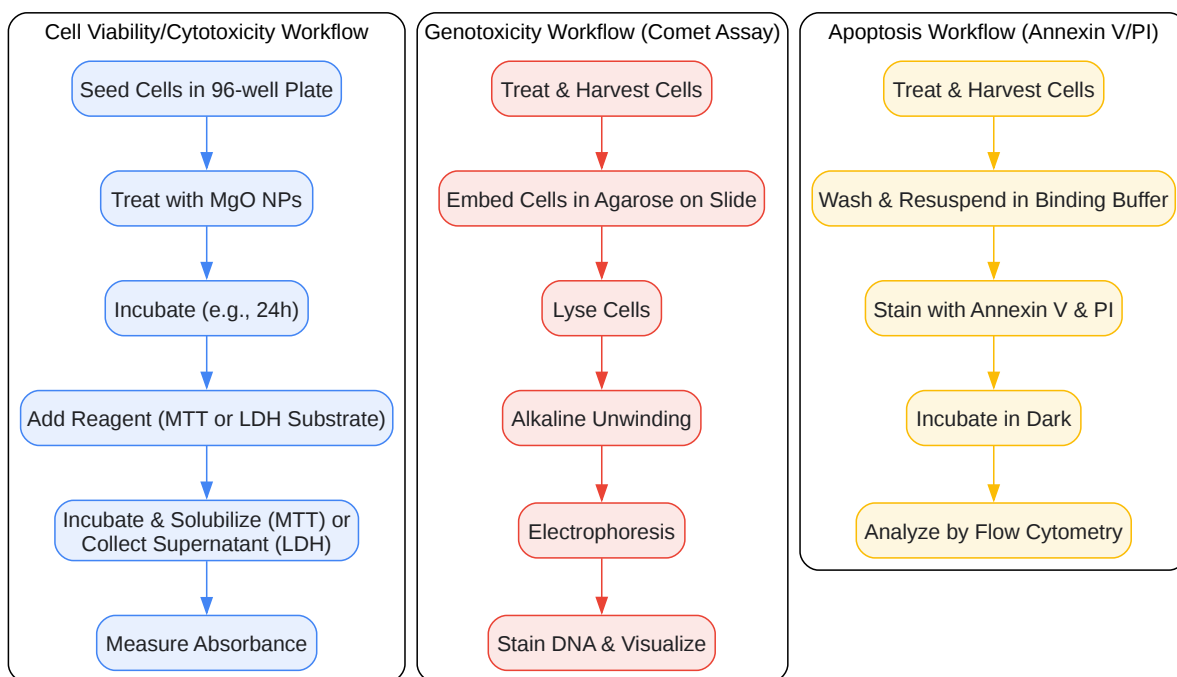 Cell Viability/Cytotoxicity Workflow
Seed Cells in 96-well Plate
Treat with MgO NPs
Incubate (e.g., 24h)
Add Reagent (MTT or LDH Substrate)
Incubate & Solubilize (MTT) or
Collect Supernatant (LDH)
Measure Absorbance
Genotoxicity Workflow (Comet Assay)
Treat & Harvest Cells
Embed Cells in Agarose on Slide
Lyse Cells
Alkaline Unwinding
Electrophoresis
Stain DNA & Visualize
Apoptosis Workflow (Annexin V/PI)
Treat & Harvest Cells
Wash & Resuspend in Binding Buffer
Stain with Annexin V & PI
Incubate in Dark
Analyze by Flow Cytometry